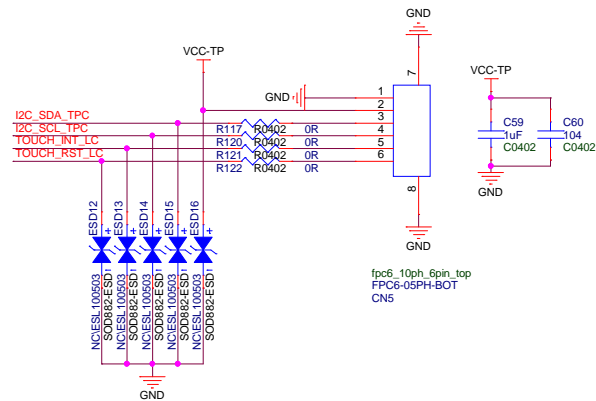 GND
VCC-TP
7
VCC-TP
GND
1
2
I2C_SDA_TPC
3
I2C_SCL_TPC
R117 R0402 0R
4
TOUCH_INT_LC
R120 R0402 0R
5
TOUCH_RST_LC
R121 R0402 0R
6
R122 R0402 0R
C59
1uF
C0402
C60
104
C0402
GND
8
GND
ESD12
ESD13
ESD14
ESD15
ESD16
+
+
+
+
+
NC\ESL100503
SOD882-ESD
NC\ESL100503
SOD882-ESD
NC\ESL100503
SOD882-ESD
NC\ESL100503
SOD882-ESD
NC\ESL100503
SOD882-ESD
fpc6_10ph_6pin_top
FPC6-05PH-BOT
CN5
GND